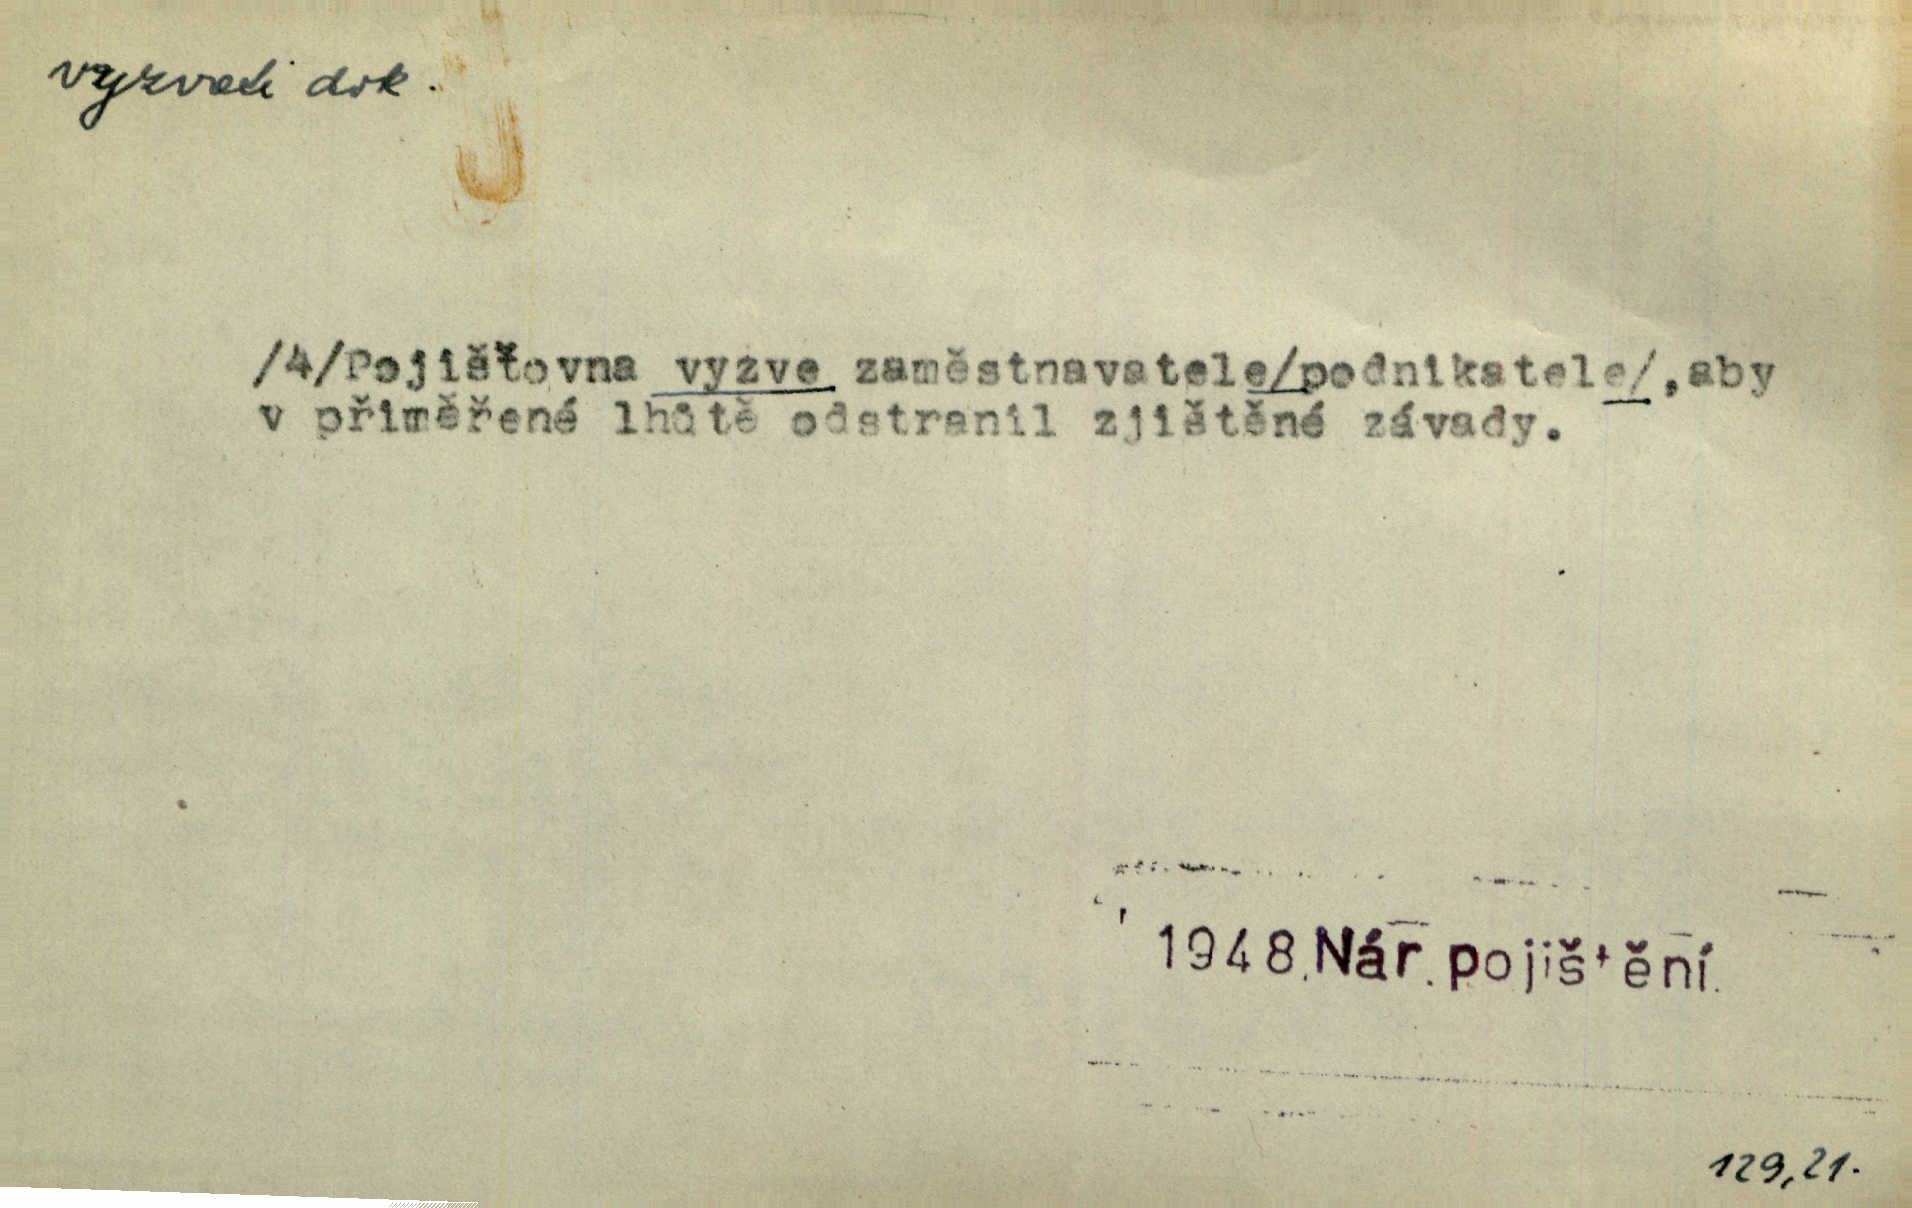 vyzvati dok.
/4/Pojišťovna vyzve zaměstnavatele/podnikatele/,aby
v přiměřené lhůtě odstranil zjištěné závady.
1948.Nár.pojištění.
129,21.